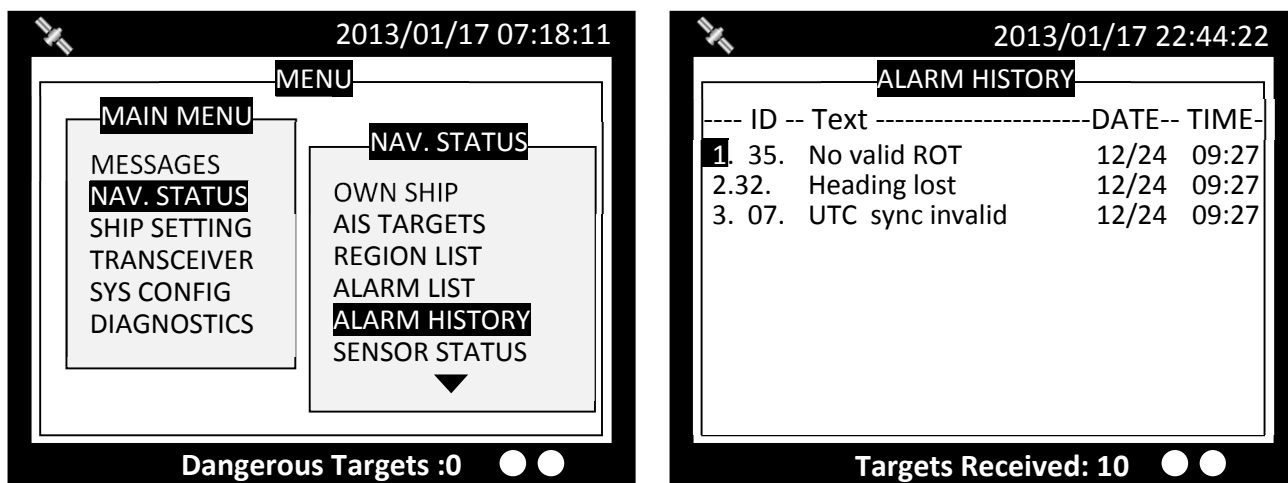 2013/01/17 07:18:11
MENU
MAIN MENU
MESSAGES
NAV. STATUS
SHIP SETTING
TRANSCEIVER
SYS CONFIG
DIAGNOSTICS
NAV. STATUS
OWN SHIP
AIS TARGETS
REGION LIST
ALARM LIST
ALARM HISTORY
SENSOR STATUS
Dangerous Targets :0
2013/01/17 22:44:22
ALARM HISTORY
---- ID -- Text ----------------------DATE-- TIME-
1. 35. No valid ROT 12/24 09:27
2.32. Heading lost 12/24 09:27
3. 07. UTC sync invalid 12/24 09:27
Targets Received: 10